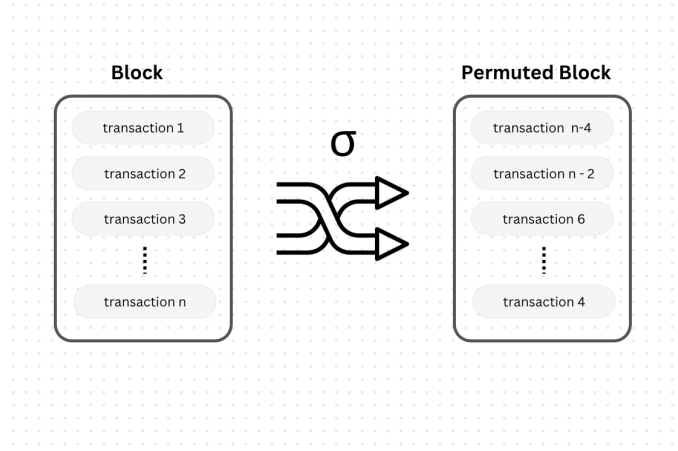 Block
transaction 1
transaction 2
transaction 3
transaction n
σ
Permuted Block
transaction n-4
transaction n - 2
transaction 6
transaction 4